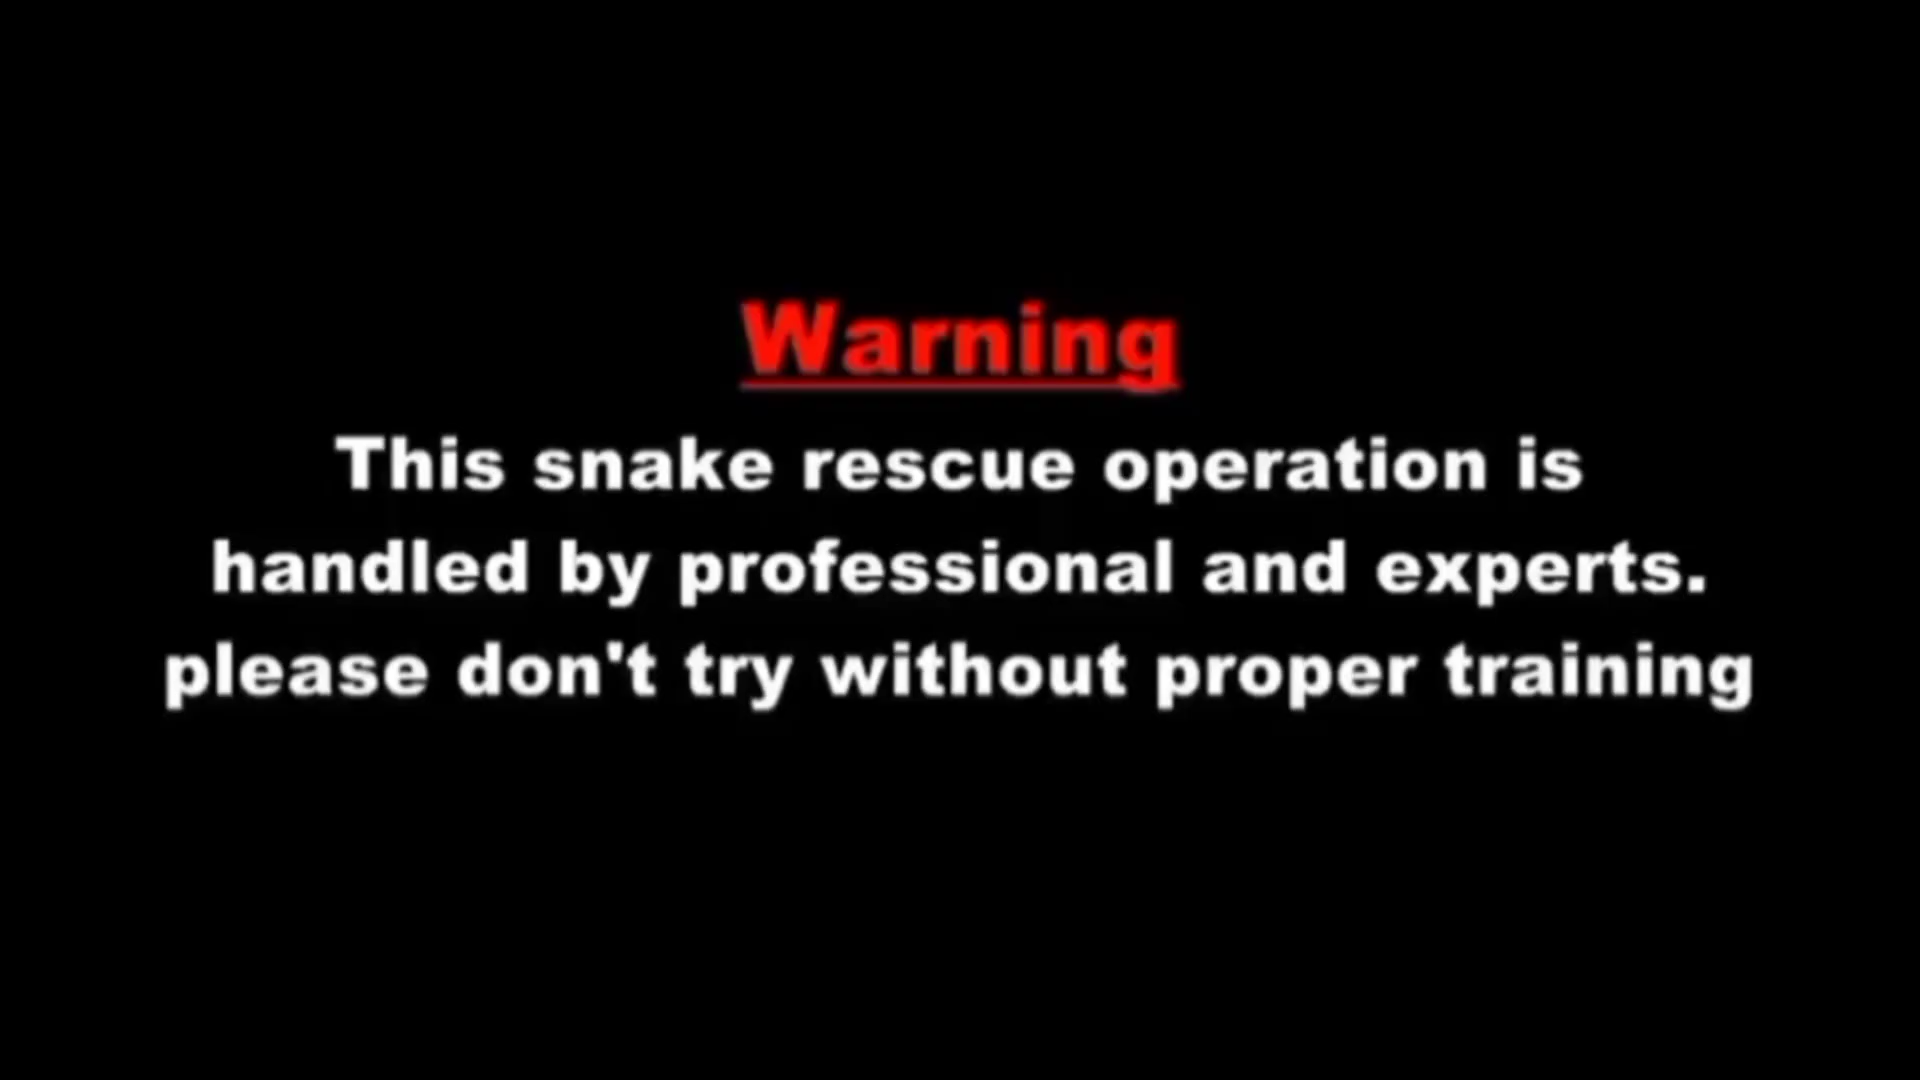 Warning
This snake rescue operation is
handled by professional and experts.
please don't try without proper training